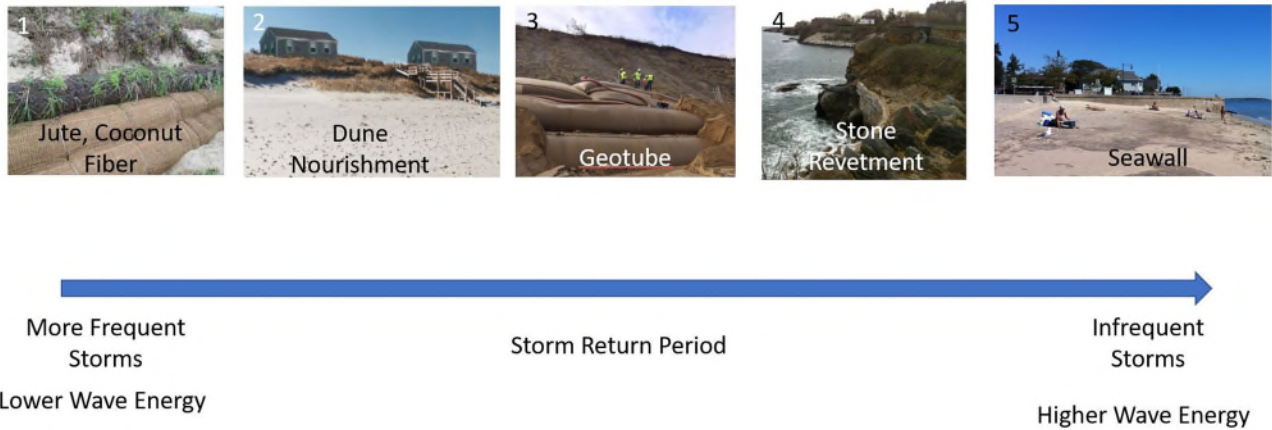 1
Jute, Coconut
Fiber
2
Dune
Nourishment
3
Geotube
4
Stone
Revetment
5
Seawall
More Frequent
Storms
Lower Wave Energy
Storm Return Period
Infrequent
Storms
Higher Wave Energy